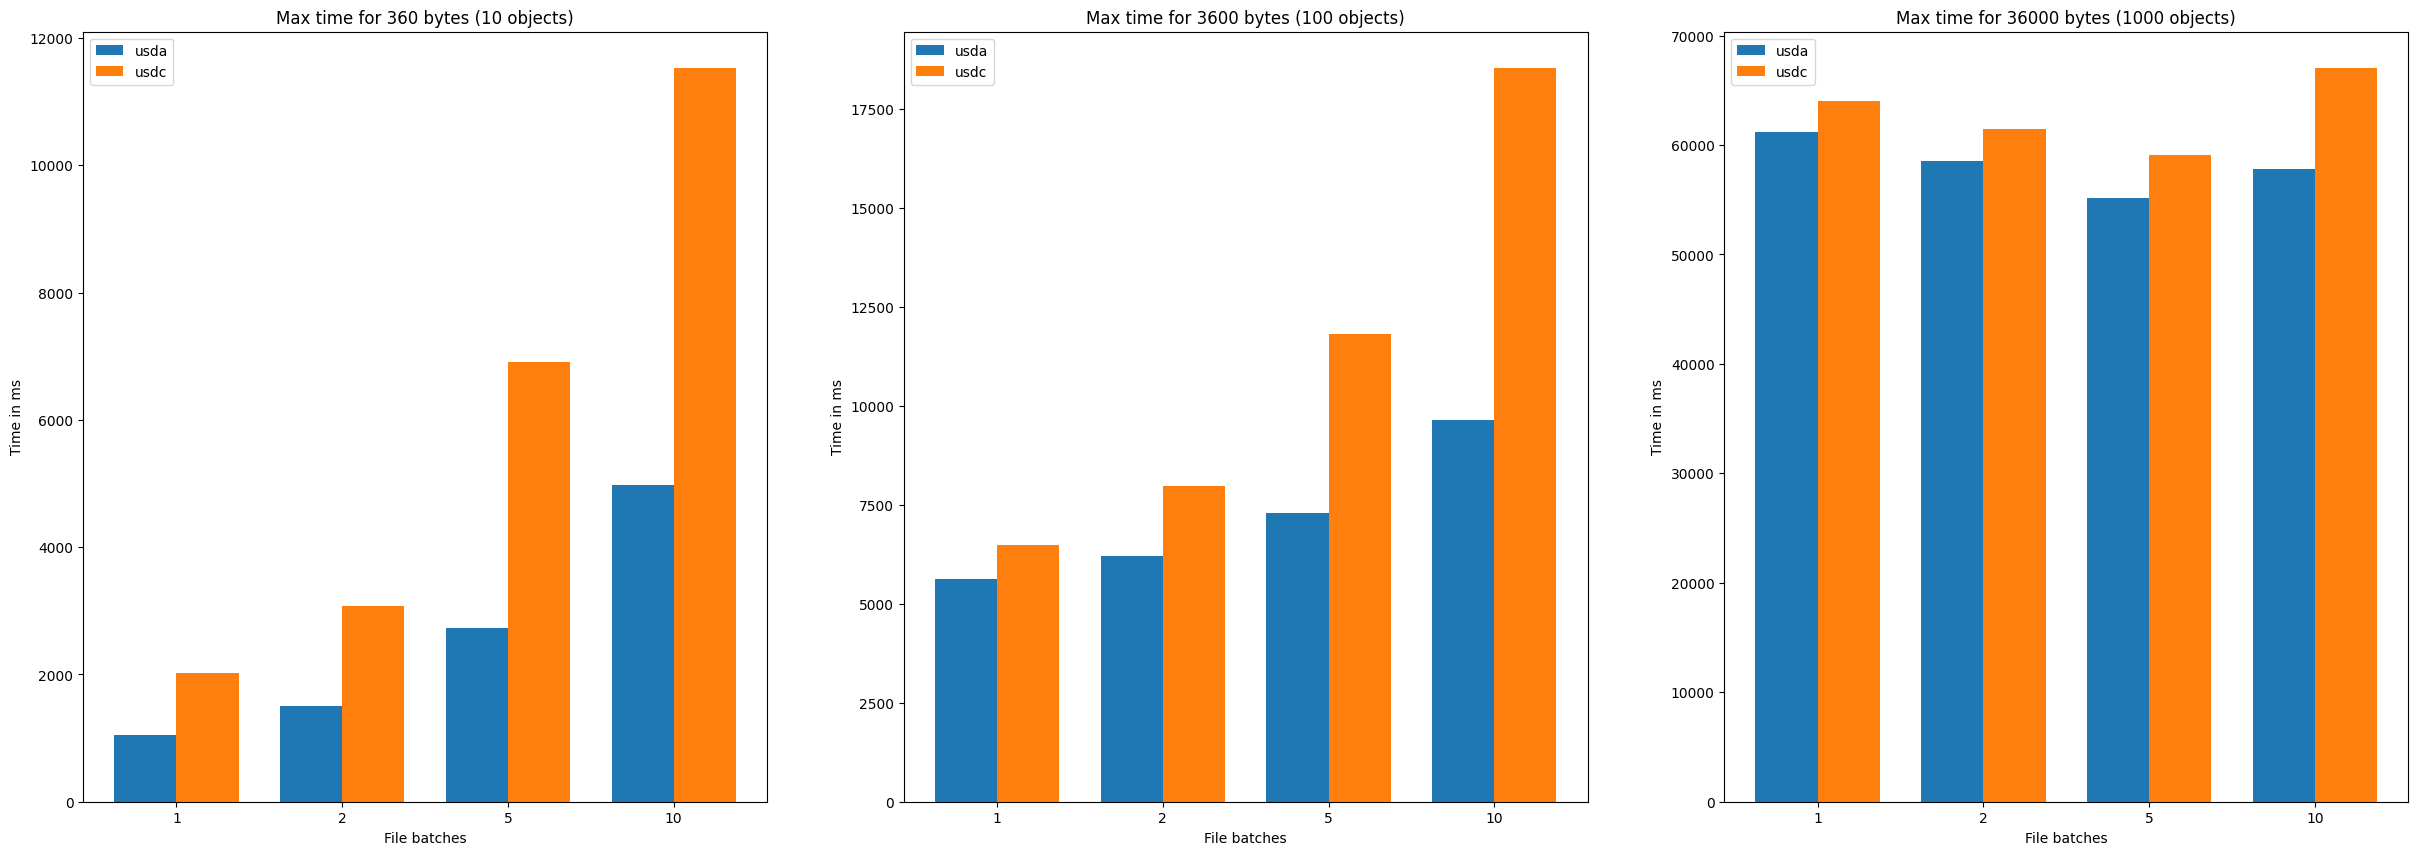 Max time for 360 bytes (10 objects)
12000
10000
8000
6000
4000
2000
0
Time in ms
usda
usdc
1 2 5 10
File batches
Max time for 3600 bytes (100 objects)
17500
15000
12500
10000
7500
5000
2500
0
Time in ms
usda
usdc
1 2 5 10
File batches
Max time for 36000 bytes (1000 objects)
70000
60000
50000
40000
30000
20000
10000
0
Time in ms
usda
usdc
1 2 5 10
File batches